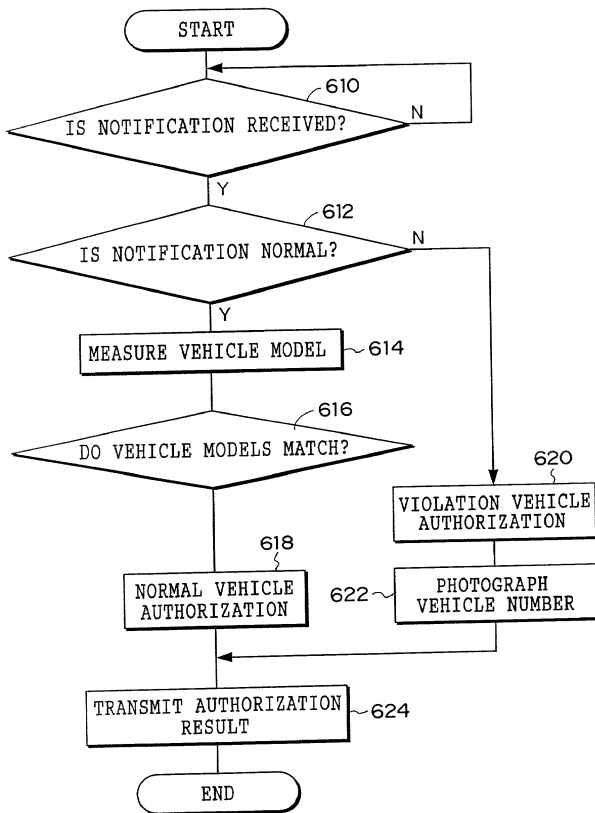 START
610
IS NOTIFICATION RECEIVED?
N
Y
612
IS NOTIFICATION NORMAL?
N
Y
MEASURE VEHICLE MODEL
614
616
DO VEHICLE MODELS MATCH?
620
VIOLATION VEHICLE
AUTHORIZATION
618
NORMAL VEHICLE
AUTHORIZATION
622
PHOTOGRAPH
VEHICLE NUMBER
TRANSMIT AUTHORIZATION
RESULT
624
END